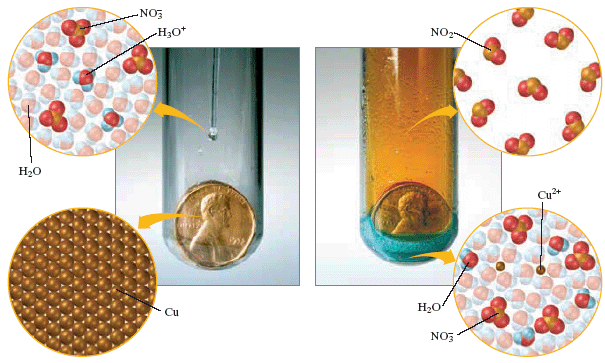 NO₃⁻
H₃O⁺
H₂O
Cu
NO₂
Cu²⁺
H₂O
NO₃⁻